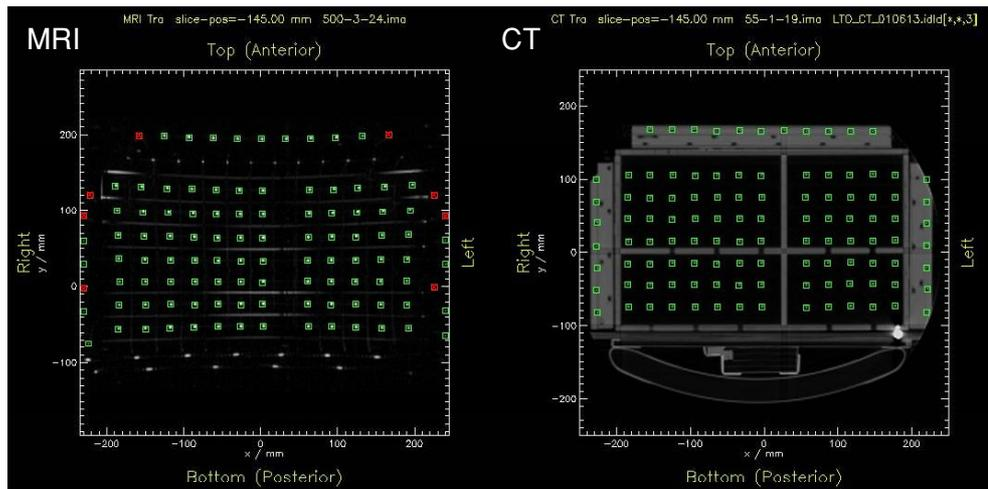 MRI Tra slice-pos=-145.00 mm 500-3-24.ima
MRI
Top (Anterior)
200
100
0
-100
Right
y / mm
Left
-200 -100 0 100 200
x / mm
Bottom (Posterior)
CT Tra slice-pos=-145.00 mm 55-1-19.ima LTO_CT_010613.idld[*,*,3]
CT
Top (Anterior)
200
100
0
-100
-200
Right
y / mm
Left
-200 -100 0 100 200
x / mm
Bottom (Posterior)